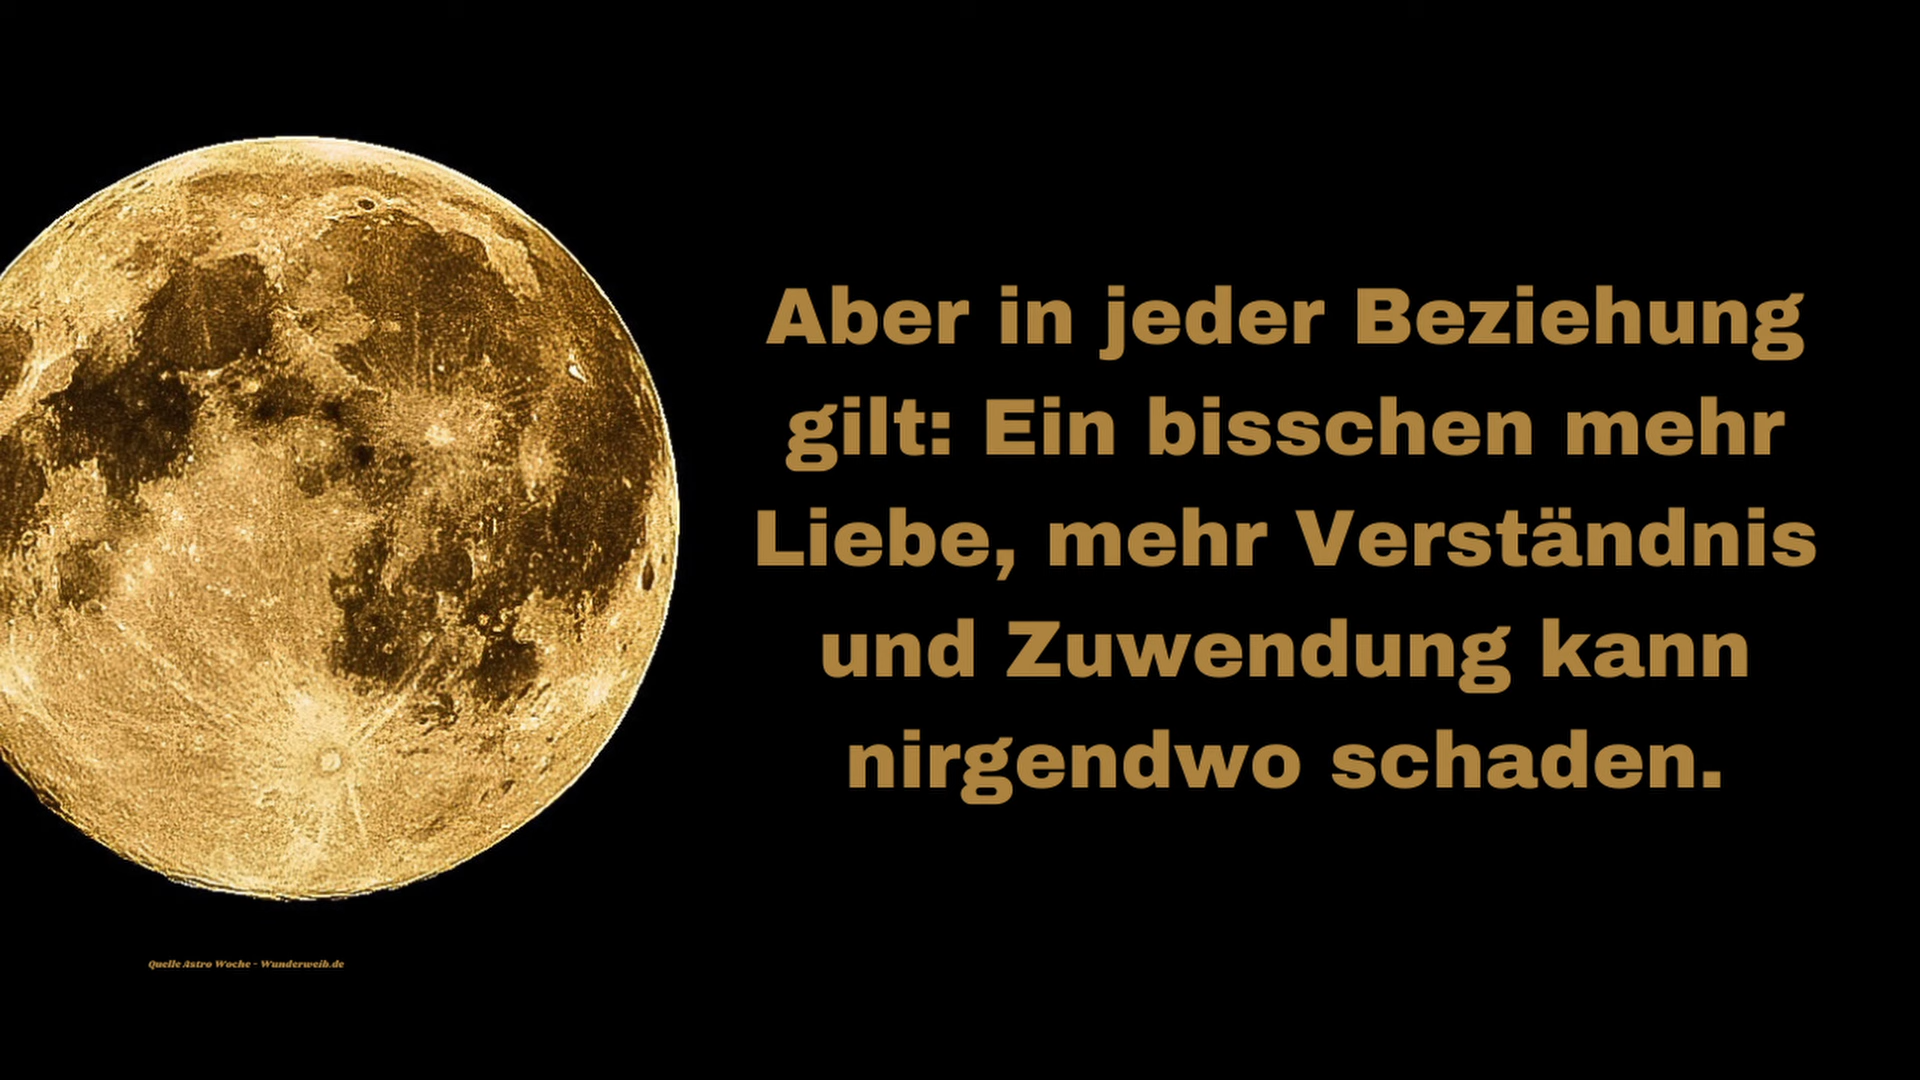 Aber in jeder Beziehung
gilt: Ein bisschen mehr
Liebe, mehr Verständnis
und Zuwendung kann
nirgendwo schaden.
Quelle Astro Woche - Wunderweib.de